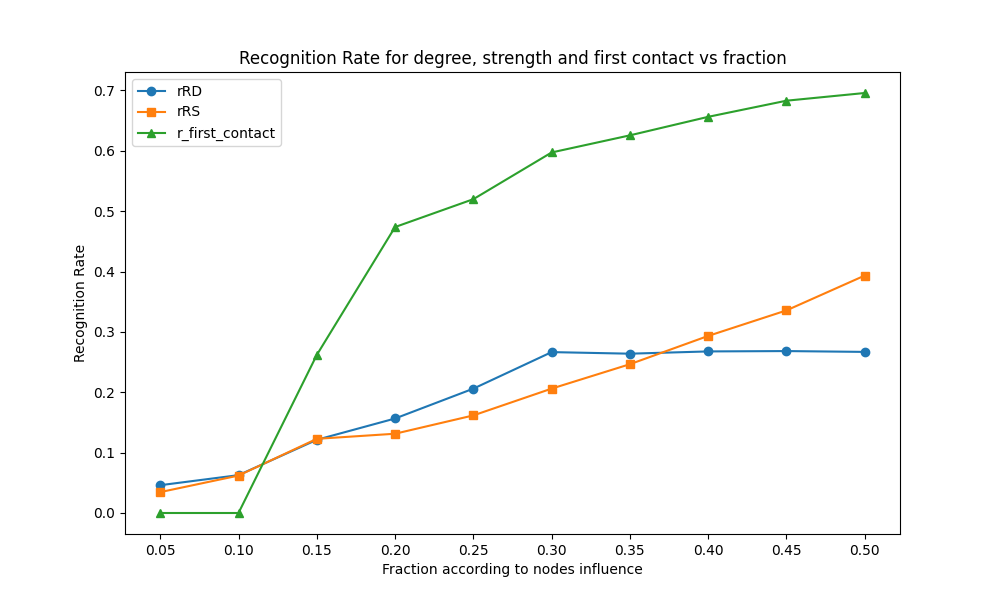 Recognition Rate for degree, strength and first contact vs fraction
rRD
rRS
r_first_contact
Recognition Rate
0.7
0.6
0.5
0.4
0.3
0.2
0.1
0.0
0.05 0.10 0.15 0.20 0.25 0.30 0.35 0.40 0.45 0.50
Fraction according to nodes influence